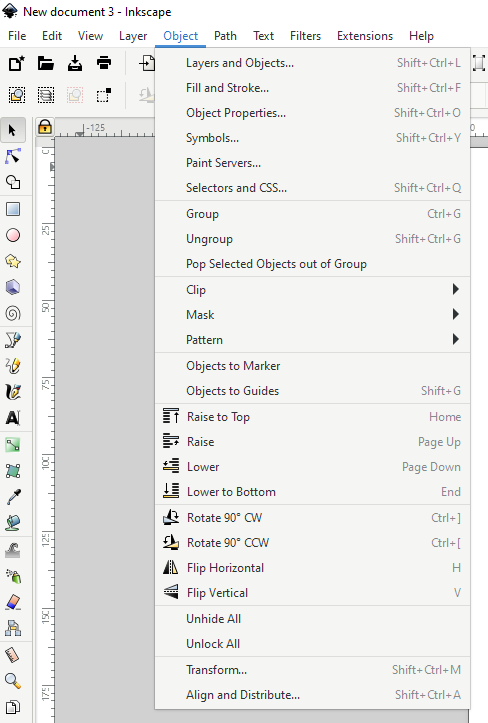 New document 3 - Inkscape
File Edit View Layer Object Path Text Filters Extensions Help
Layers and Objects... Shift+Ctrl+L
Fill and Stroke... Shift+Ctrl+F
Object Properties... Shift+Ctrl+O
-125
Symbols... Shift+Ctrl+Y
Paint Servers...
Selectors and CSS... Shift+Ctrl+Q
Group Ctrl+G
Ungroup Shift+Ctrl+G
Pop Selected Objects out of Group
Clip
Mask
Pattern
Objects to Marker
Objects to Guides Shift+G
Raise to Top Home
Raise Page Up
Lower Page Down
Lower to Bottom End
Rotate 90° CW Ctrl+]
Rotate 90° CCW Ctrl+[
Flip Horizontal H
Flip Vertical V
Unhide All
Unlock All
Transform... Shift+Ctrl+M
Align and Distribute... Shift+Ctrl+A
0
25
50
75
100
125
150
175